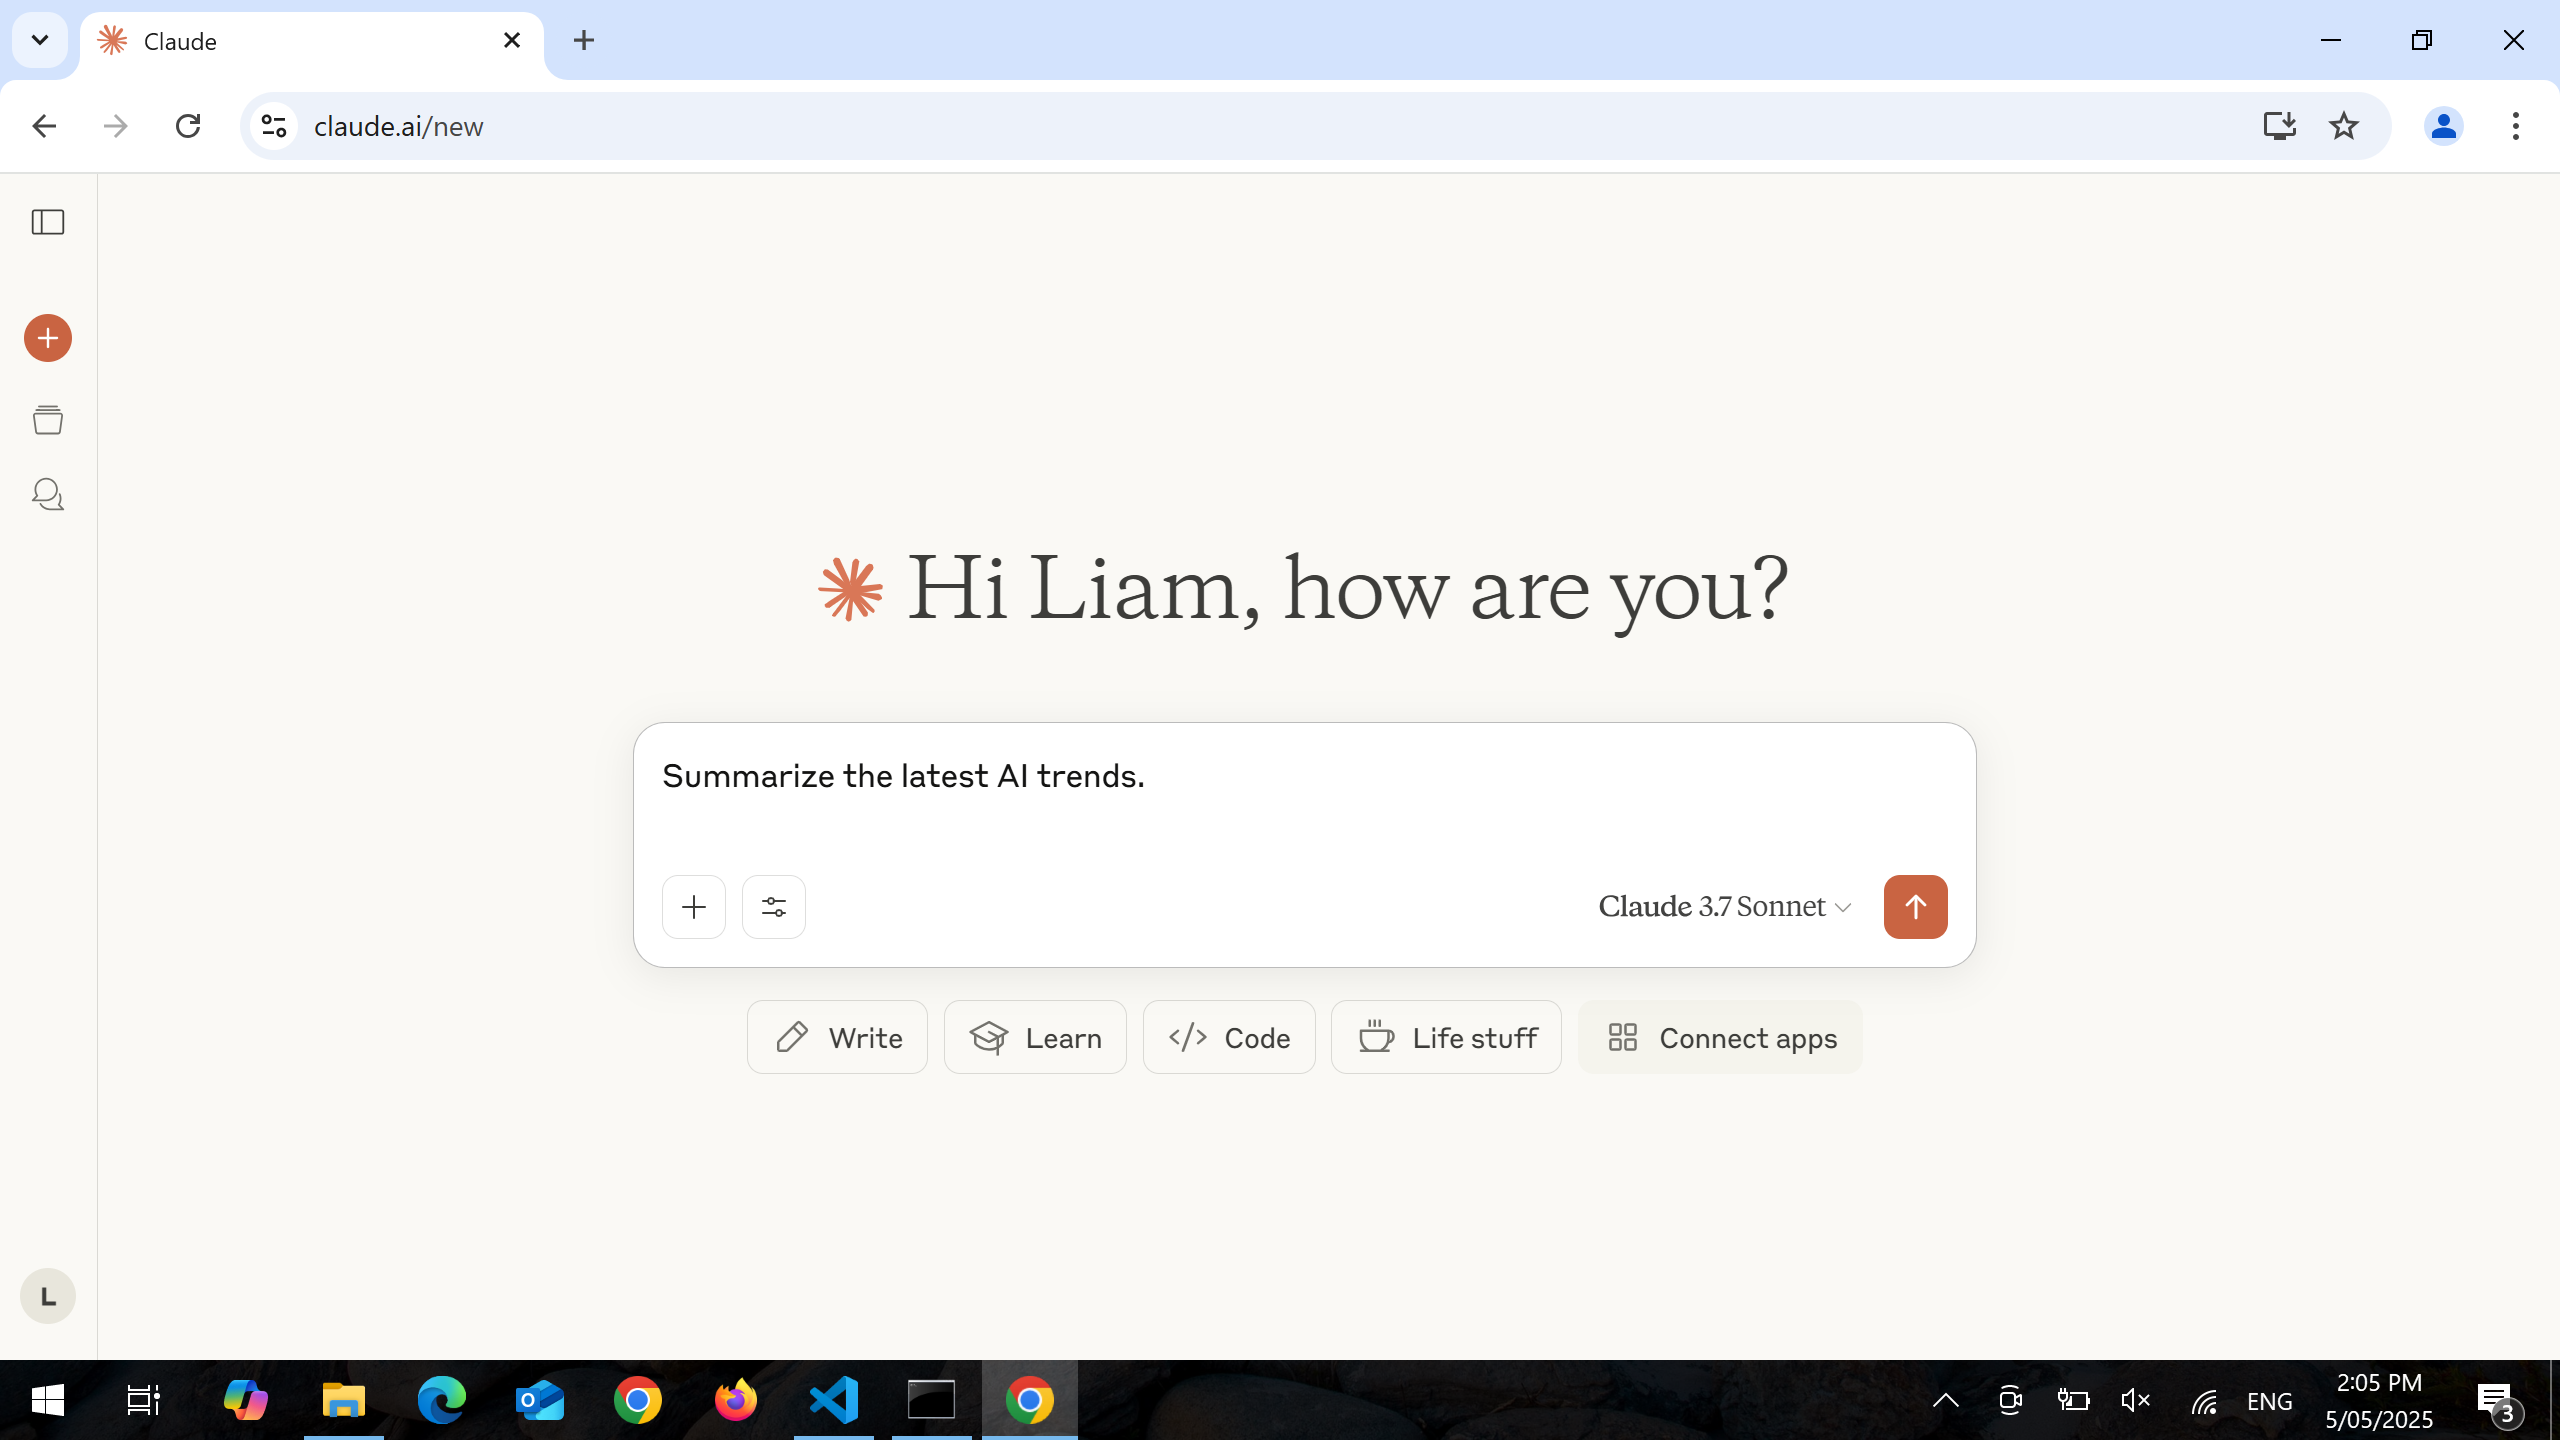 Claude
claude.ai/new
Hi Liam, how are you?
Summarize the latest AI trends.
Claude 3.7 Sonnet
Write
Learn
Code
Life stuff
Connect apps
L
ENG
2:05 PM
5/05/2025
3